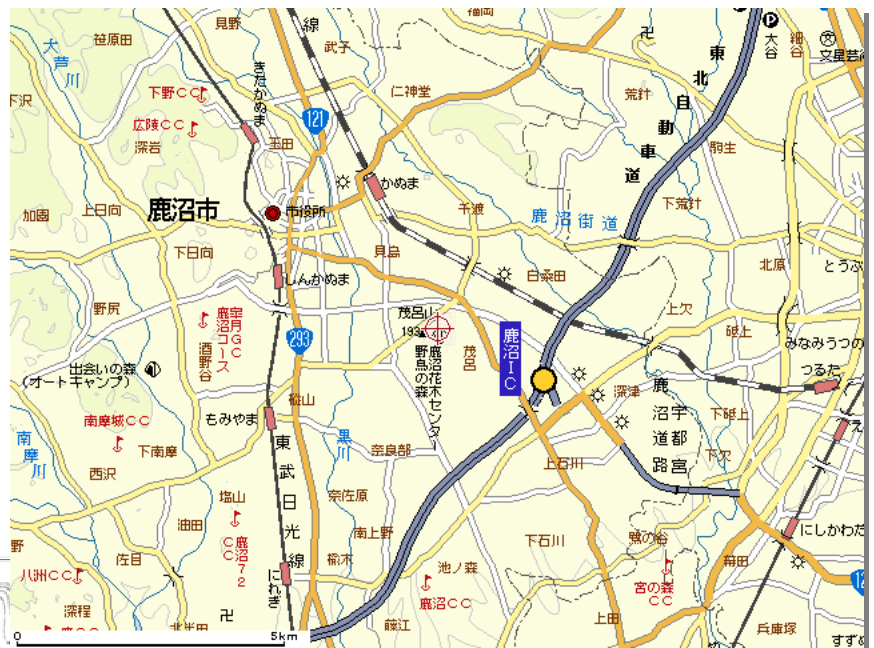 福岡
見野
線
武子
笹原田
大芦川
きたかぬま
下沢
下野CC
広陵CC
深岩
玉田
121
仁神堂
荒針
東北自動車道
大谷
細谷
文星芸術
駒生
下荒針
かぬま
鹿沼市
市役所
加園
上日向
下日向
千渡
鹿沼街道
貝島
白桑田
北原
とうぶ
しんかぬま
野尻
皐月GC
鹿沼コース
酒野谷
293
茂呂山
193
鹿沼花木センター
野鳥の森
茂呂
鹿沼IC
上欠
砥上
みなみうつの
つるた
出会いの森
(オートキャンプ)
深津
鹿沼道路
宇都宮
下砥上
下欠
南摩城CC
下南摩
もみやま
樅山
南摩川
西沢
東武日光線
黒川
奈良部
上石川
塩山
奈佐原
油田
鹿沼72
CC
南上野
下石川
鷺の谷
にしかわだ
幕田
野
佐目
楡木
池ノ森
八州CC
にれぎ
鹿沼CC
宮の森
CC
12
深程
北半田
藤江
上田
兵庫塚
すずめ
0
5km